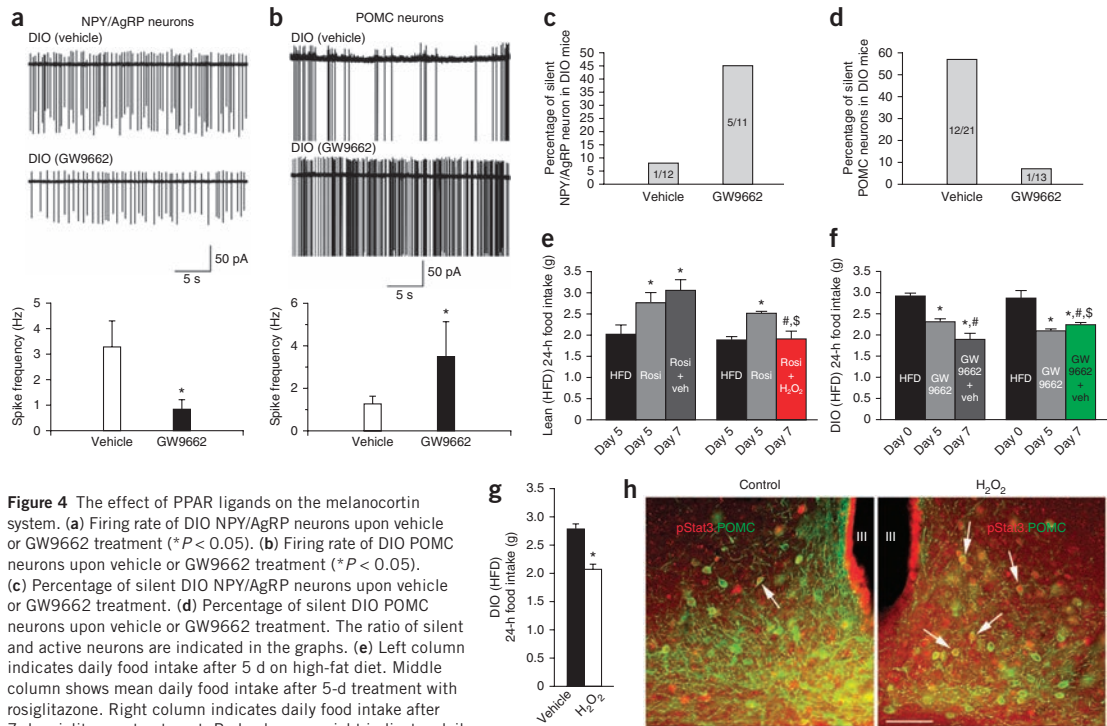 a
NPY/AgRP neurons
DIO (vehicle)
DIO (GW9662)
50 pA
5 s
Spike frequency (Hz)
5
4
3
2
1
0
*
Vehicle
GW9662
b
POMC neurons
DIO (vehicle)
DIO (GW9662)
50 pA
5 s
Spike frequency (Hz)
6
4
2
0
*
Vehicle
GW9662
c
Percentage of silent
NPY/AgRP neuron in DIO mice
50
45
40
35
30
25
20
15
10
5
0
1/12
5/11
Vehicle
GW9662
d
Percentage of silent
POMC neurons in DIO mice
60
50
40
30
20
10
0
12/21
1/13
Vehicle
GW9662
e
Lean (HFD) 24-h food intake (g)
3.5
3.0
2.5
2.0
1.5
1.0
0.5
0
*
*
*
#,$
HFD
Rosi
Rosi
+
veh
HFD
Rosi
Rosi
+
H2O2
Day 5
Day 5
Day 7
Day 5
Day 5
Day 7
f
DIO (HFD) 24-h food intake (g)
3.5
3.0
2.5
2.0
1.5
1.0
0.5
0
*
*,#
*
*,#,$
HFD
GW
9662
GW
9662
+
veh
HFD
GW
9662
GW
9662
+
veh
Day 0
Day 5
Day 7
Day 0
Day 5
Day 7
Figure 4 The effect of PPAR ligands on the melanocortin
system. (a) Firing rate of DIO NPY/AgRP neurons upon vehicle
or GW9662 treatment (*P < 0.05). (b) Firing rate of DIO POMC
neurons upon vehicle or GW9662 treatment (*P < 0.05).
(c) Percentage of silent DIO NPY/AgRP neurons upon vehicle
or GW9662 treatment. (d) Percentage of silent DIO POMC
neurons upon vehicle or GW9662 treatment. The ratio of silent
and active neurons are indicated in the graphs. (e) Left column
indicates daily food intake after 5 d on high-fat diet. Middle
column shows mean daily food intake after 5-d treatment with
rosiglitazone. Right column indicates daily food intake after
g
DIO (HFD)
24-h food intake (g)
3.5
3.0
2.5
2.0
1.5
1.0
0.5
0
*
Vehicle
H2O2
h
Control
H2O2
pStat3:POMC
III
III
pStat3:POMC